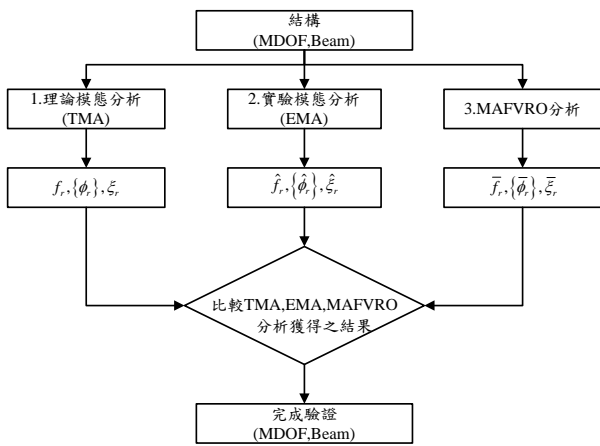 結構
(MDOF,Beam)
1.理論模態分析
(TMA)
2.實驗模態分析
(EMA)
3.MAFVRO分析
f_r,{ϕ_r},ξ_r
f̂_r,{ϕ̂_r},ξ̂_r
f̅_r,{ϕ̅_r},ξ̅_r
比較TMA,EMA,MAFVRO
分析獲得之結果
完成驗證
(MDOF,Beam)